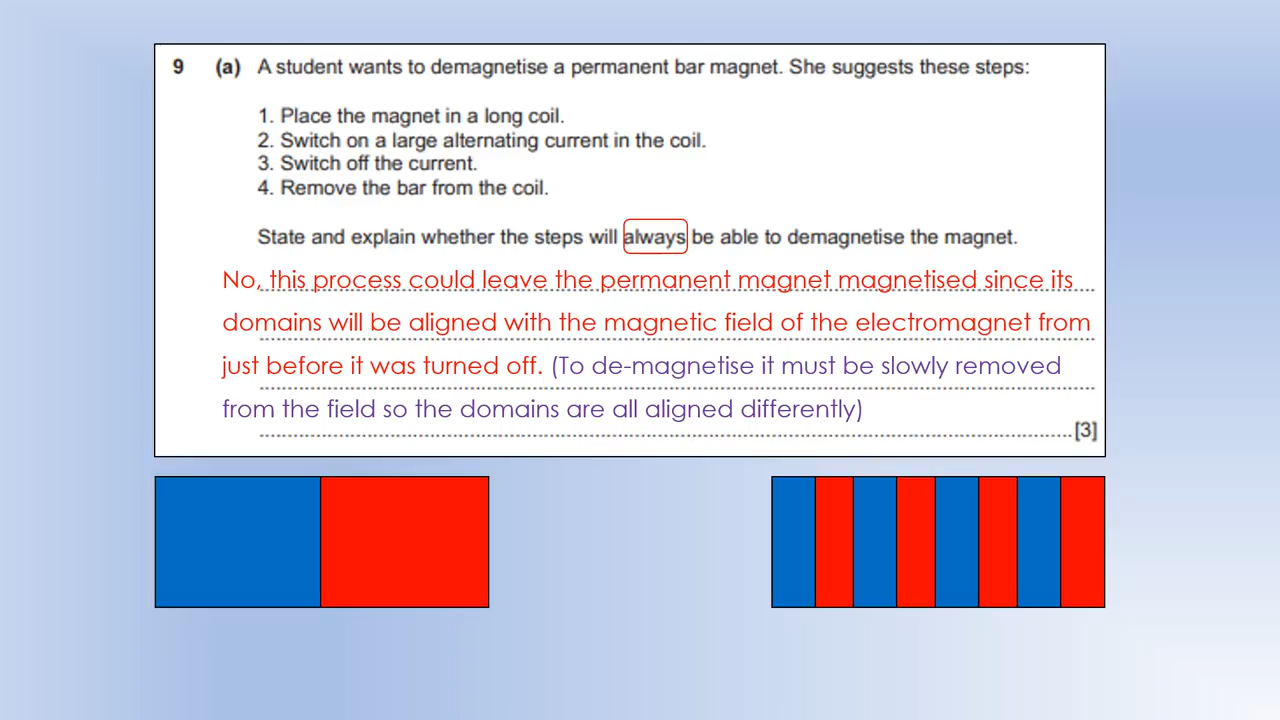 9 (a) A student wants to demagnetise a permanent bar magnet. She suggests these steps:
1. Place the magnet in a long coil.
2. Switch on a large alternating current in the coil.
3. Switch off the current.
4. Remove the bar from the coil.
State and explain whether the steps will always be able to demagnetise the magnet.
No, this process could leave the permanent magnet magnetised since its
domains will be aligned with the magnetic field of the electromagnet from
just before it was turned off. (To de-magnetise it must be slowly removed
from the field so the domains are all aligned differently)
[3]